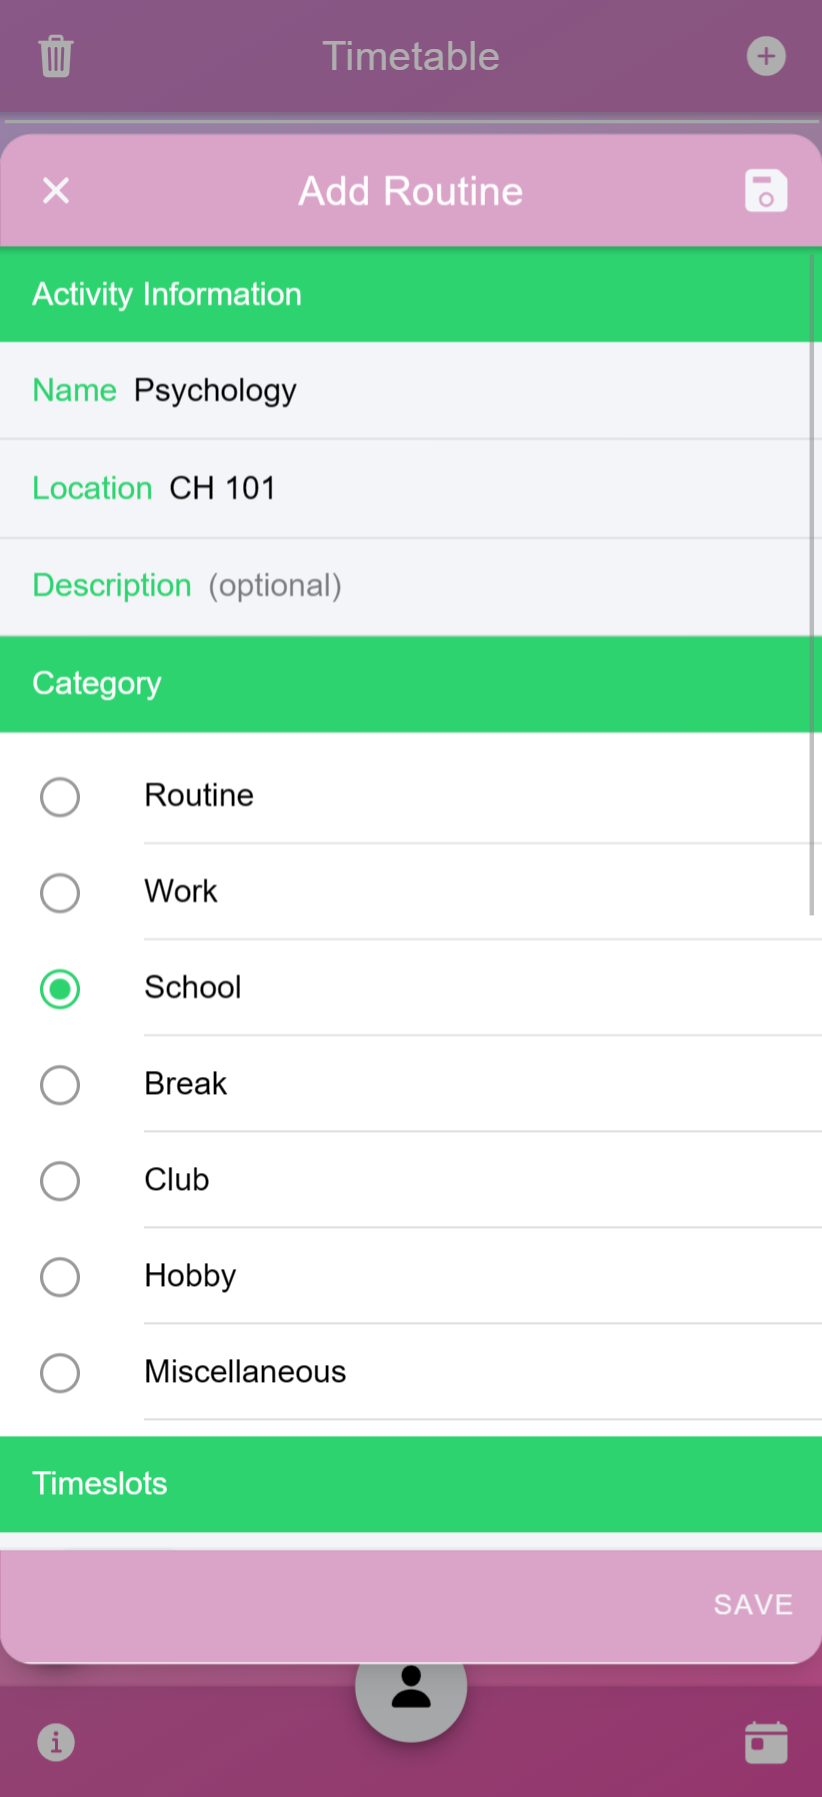 Timetable
Add Routine
Activity Information
Name Psychology
Location CH 101
Description (optional)
Category
Routine
Work
School
Break
Club
Hobby
Miscellaneous
Timeslots
SAVE